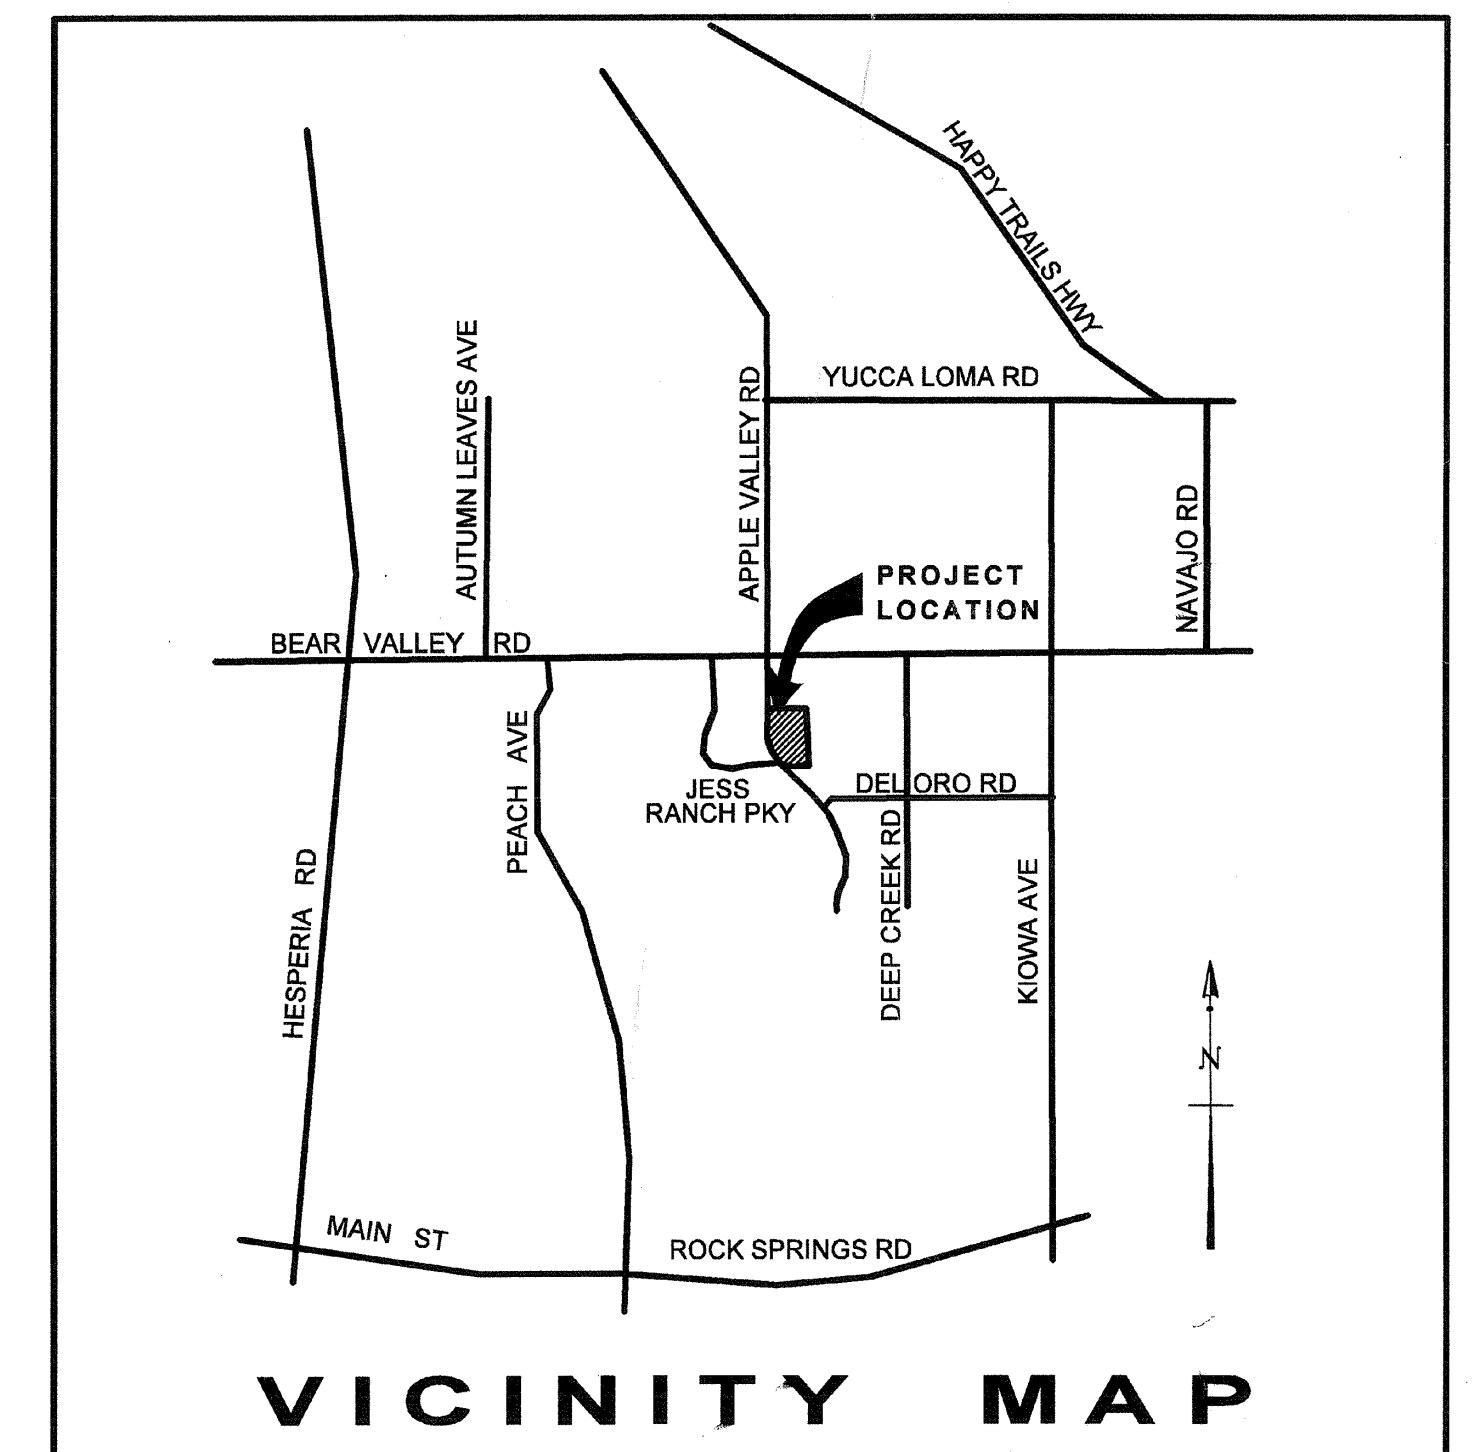 HAPPY TRAILS HWY
YUCCA LOMA RD
AUTUMN LEAVES AVE
APPLE VALLEY RD
NAVAJO RD
PROJECT
LOCATION
BEAR VALLEY RD
PEACH AVE
JESS
RANCH PKY
DEL ORO RD
DEEP CREEK RD
KIOWA AVE
HESPERIA RD
N
MAIN ST
ROCK SPRINGS RD
VICINITY MAP